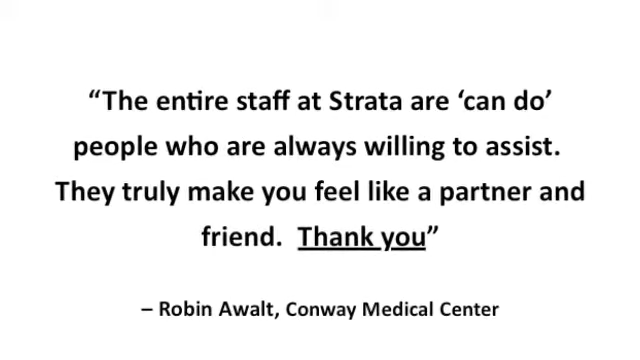 “The entire staff at Strata are ‘can do’
people who are always willing to assist.
They truly make you feel like a partner and
friend.  Thank you”
– Robin Awalt, Conway Medical Center